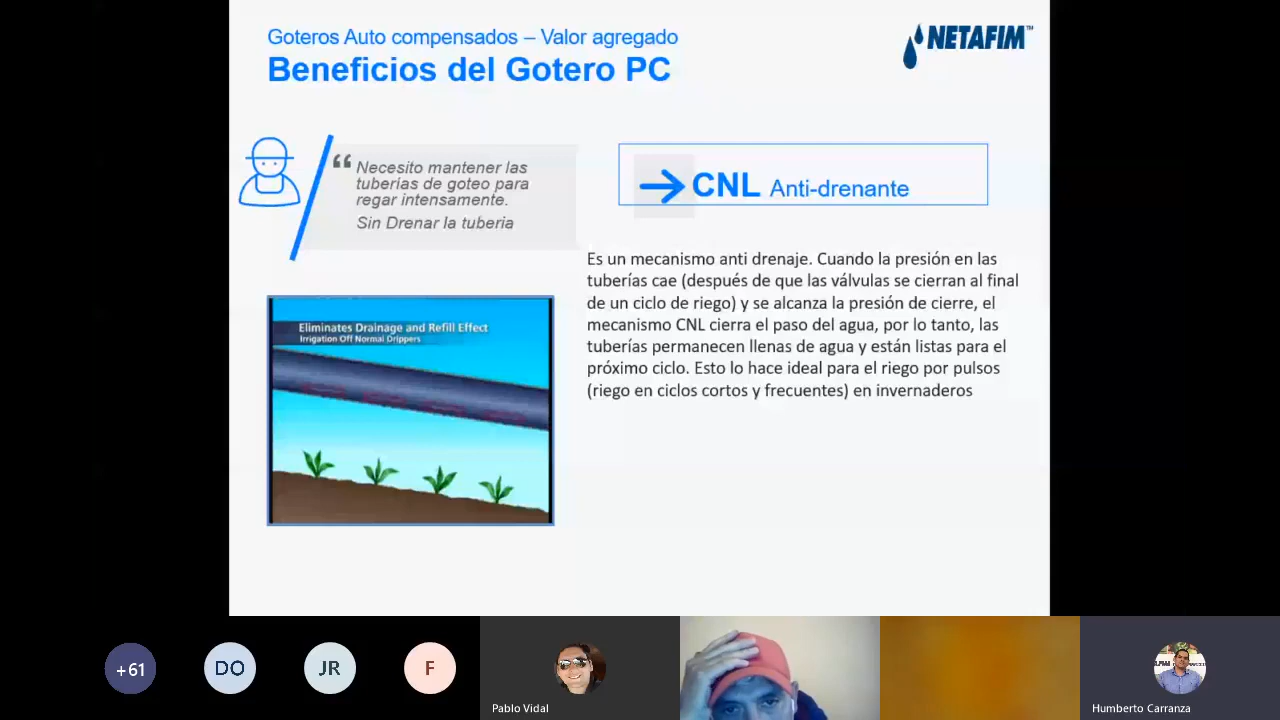 Goteros Auto compensados – Valor agregado
Beneficios del Gotero PC
NETAFIM™
“ Necesito mantener las
tuberías de goteo para
regar intensamente.
Sin Drenar la tuberia
CNL Anti-drenante
Es un mecanismo anti drenaje. Cuando la presión en las
tuberías cae (después de que las válvulas se cierran al final
de un ciclo de riego) y se alcanza la presión de cierre, el
mecanismo CNL cierra el paso del agua, por lo tanto, las
tuberías permanecen llenas de agua y están listas para el
próximo ciclo. Esto lo hace ideal para el riego por pulsos
(riego en ciclos cortos y frecuentes) en invernaderos
Eliminates Drainage and Refill Effect
Irrigation Off Normal Drippers
+61
DO
JR
F
Pablo Vidal
Humberto Carranza